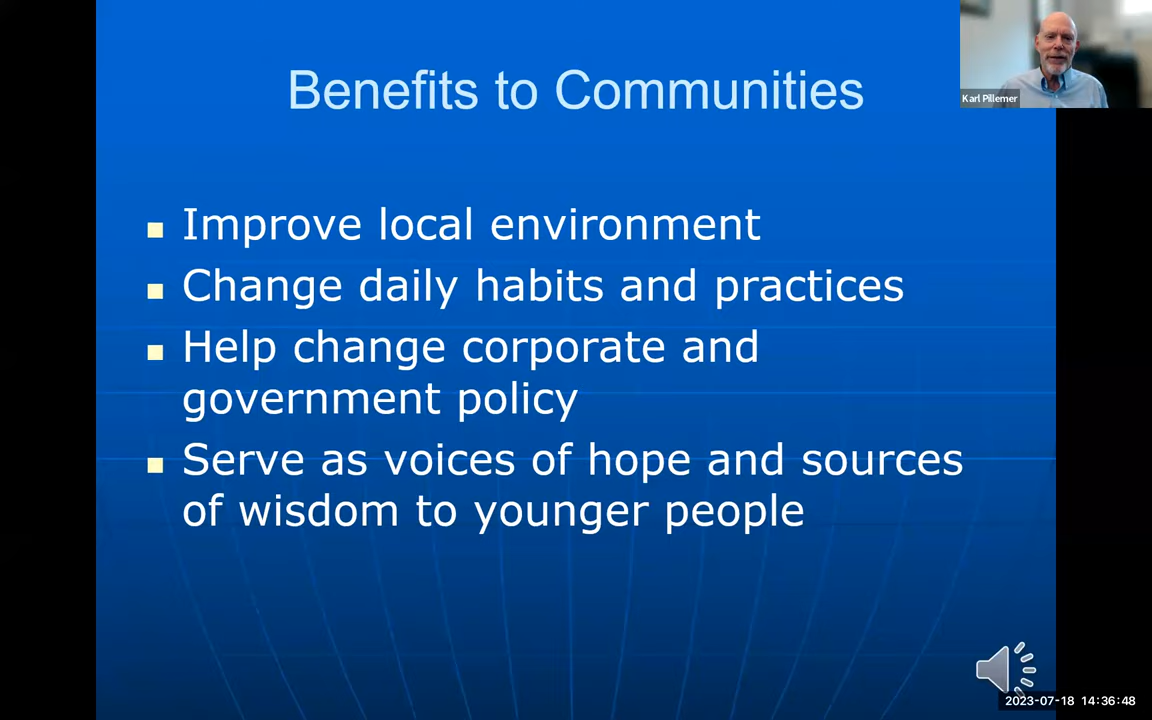 Benefits to Communities
Karl Pillemer
Improve local environment
Change daily habits and practices
Help change corporate and
government policy
Serve as voices of hope and sources
of wisdom to younger people
2023-07-18 14:36:48